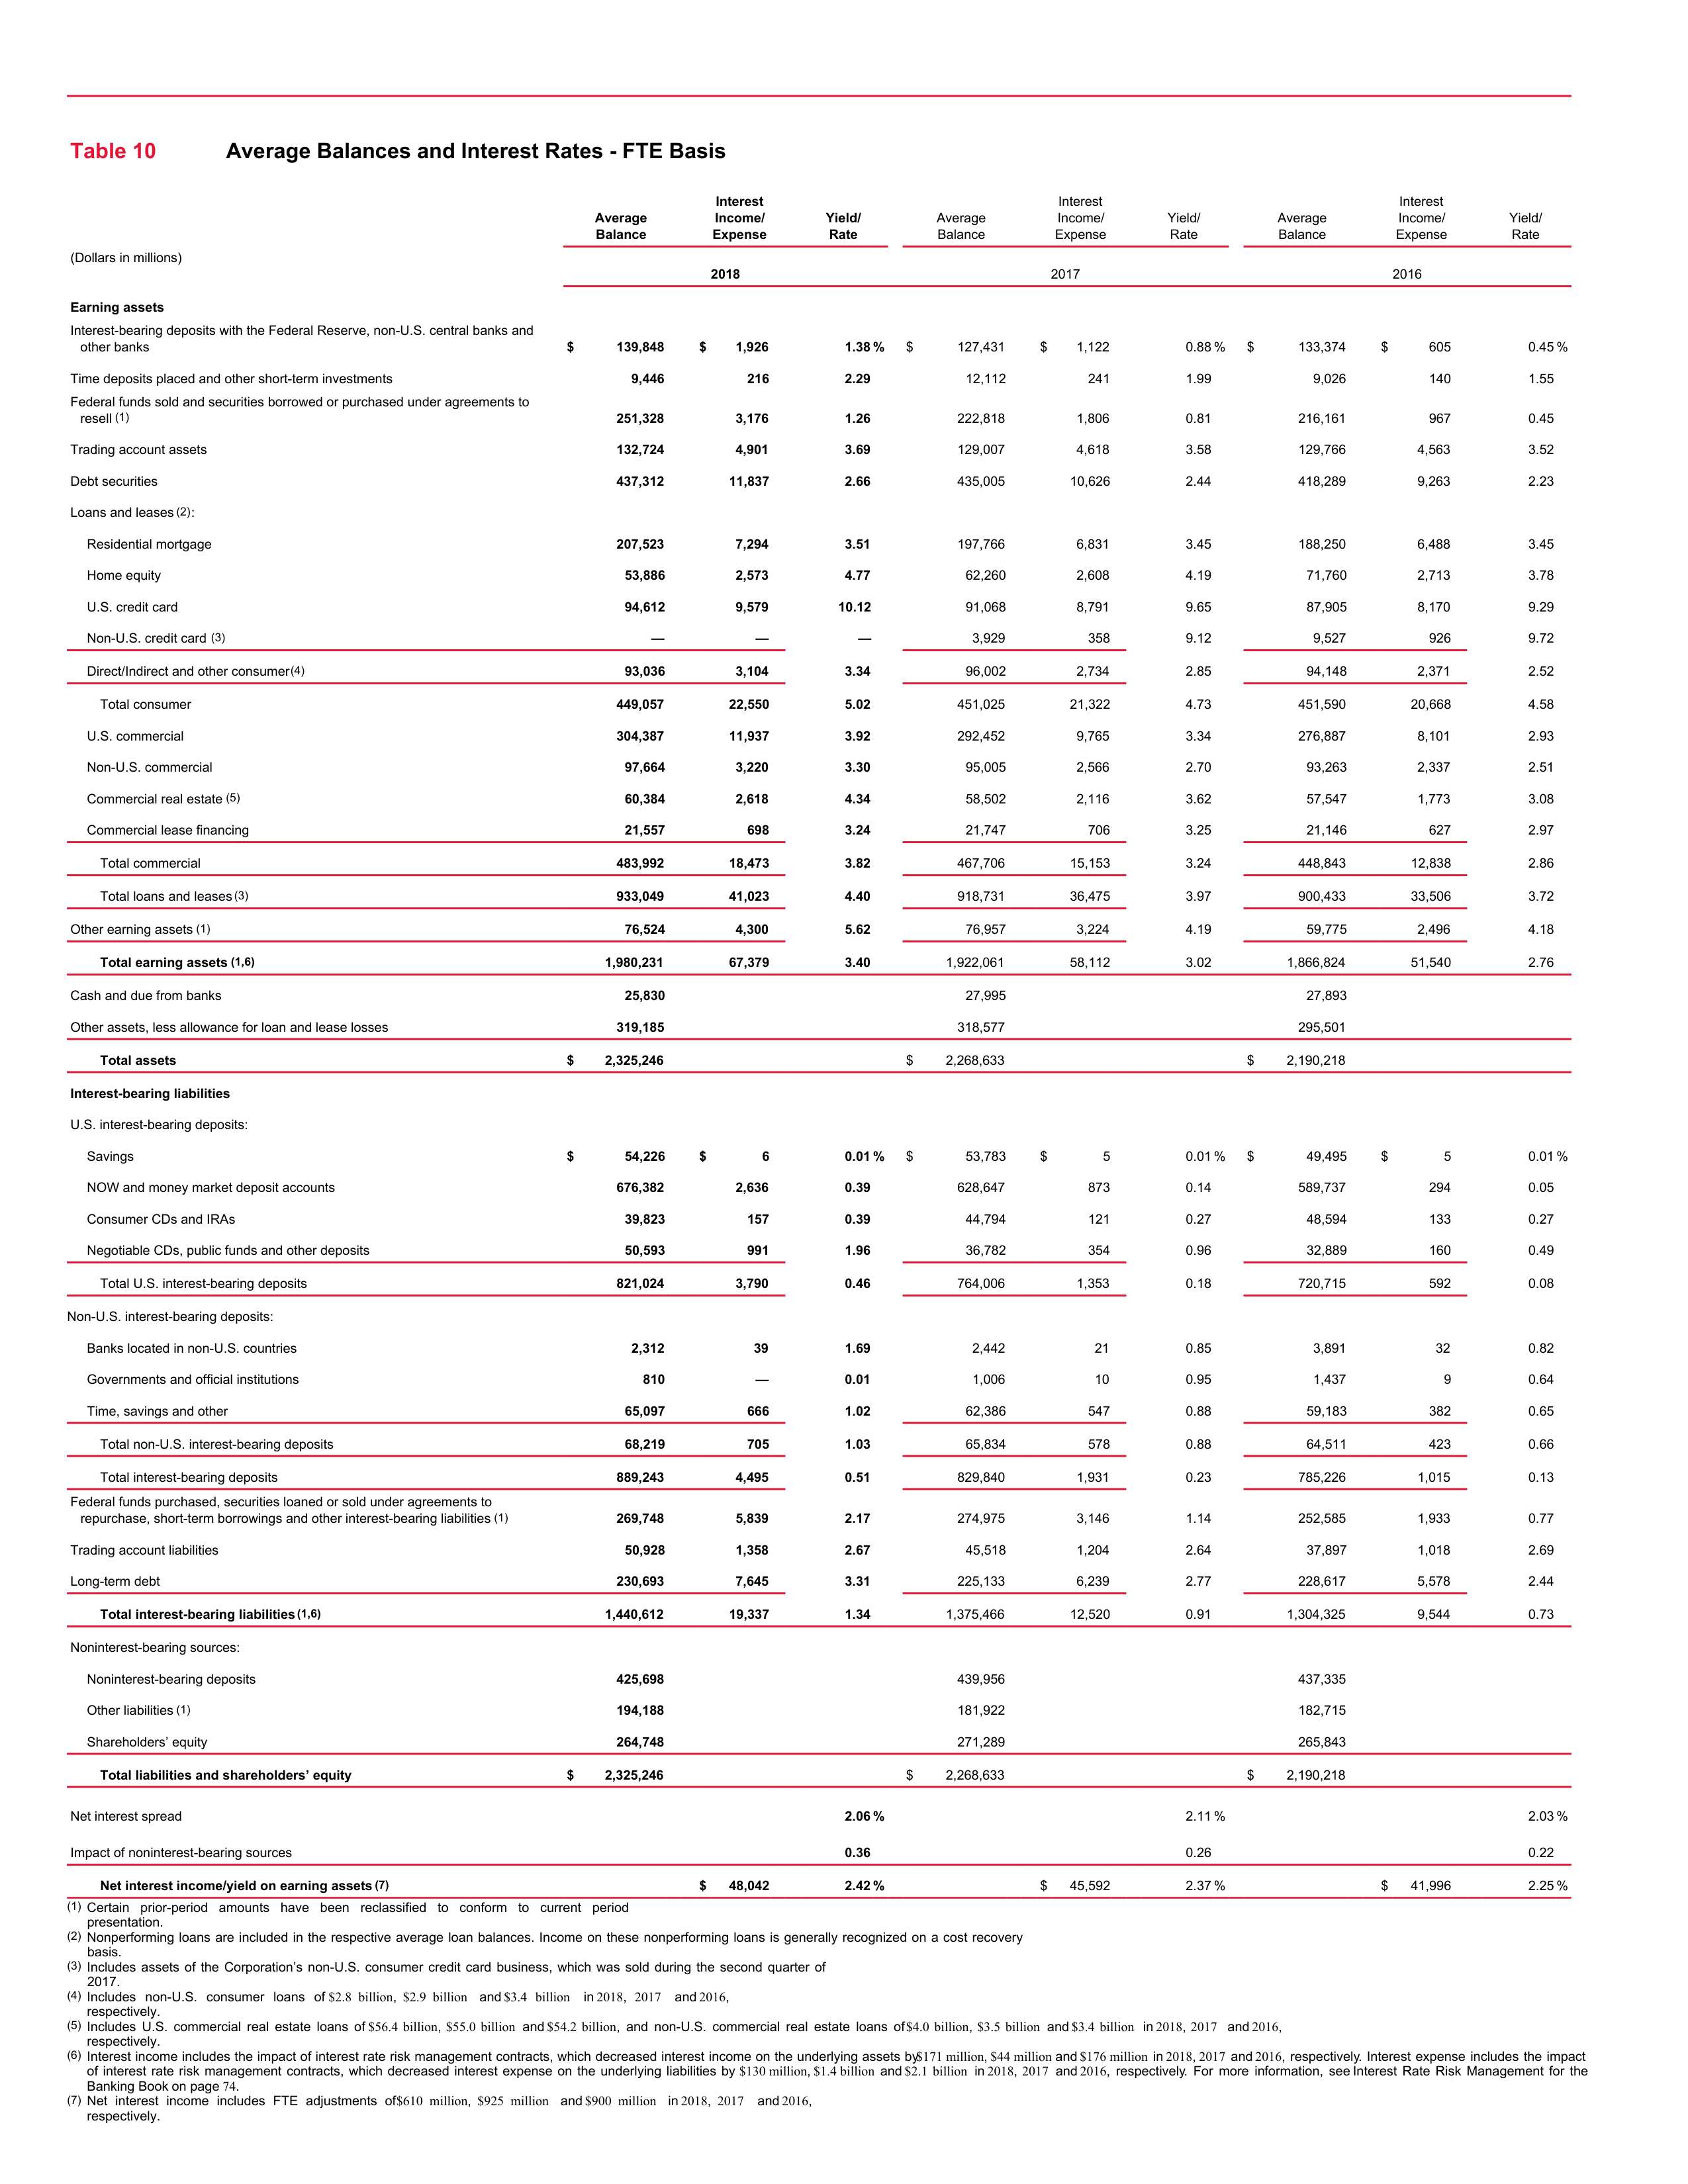 Table 10 Average Balances and Interest Rates - FTE Basis
Average Balance Interest Income/ Expense Yield/ Rate Average Balance Interest Income/ Expense Yield/ Rate Average Balance Interest Income/ Expense Yield/ Rate
(Dollars in millions)
2018 2017 2016
Earning assets
Interest-bearing deposits with the Federal Reserve, non-U.S. central banks and
other banks $ 139,848 $ 1,926 1.38 % $ 127,431 $ 1,122 0.88 % $ 133,374 $ 605 0.45 %
Time deposits placed and other short-term investments 9,446 216 2.29 12,112 241 1.99 9,026 140 1.55
Federal funds sold and securities borrowed or purchased under agreements to
resell (1) 251,328 3,176 1.26 222,818 1,806 0.81 216,161 967 0.45
Trading account assets 132,724 4,901 3.69 129,007 4,618 3.58 129,766 4,563 3.52
Debt securities 437,312 11,837 2.66 435,005 10,626 2.44 418,289 9,263 2.23
Loans and leases (2):
Residential mortgage 207,523 7,294 3.51 197,766 6,831 3.45 188,250 6,488 3.45
Home equity 53,886 2,573 4.77 62,260 2,608 4.19 71,760 2,713 3.78
U.S. credit card 94,612 9,579 10.12 91,068 8,791 9.65 87,905 8,170 9.29
Non-U.S. credit card (3) — — — 3,929 358 9.12 9,527 926 9.72
Direct/Indirect and other consumer(4) 93,036 3,104 3.34 96,002 2,734 2.85 94,148 2,371 2.52
Total consumer 449,057 22,550 5.02 451,025 21,322 4.73 451,590 20,668 4.58
U.S. commercial 304,387 11,937 3.92 292,452 9,765 3.34 276,887 8,101 2.93
Non-U.S. commercial 97,664 3,220 3.30 95,005 2,566 2.70 93,263 2,337 2.51
Commercial real estate (5) 60,384 2,618 4.34 58,502 2,116 3.62 57,547 1,773 3.08
Commercial lease financing 21,557 698 3.24 21,747 706 3.25 21,146 627 2.97
Total commercial 483,992 18,473 3.82 467,706 15,153 3.24 448,843 12,838 2.86
Total loans and leases (3) 933,049 41,023 4.40 918,731 36,475 3.97 900,433 33,506 3.72
Other earning assets (1) 76,524 4,300 5.62 76,957 3,224 4.19 59,775 2,496 4.18
Total earning assets (1,6) 1,980,231 67,379 3.40 1,922,061 58,112 3.02 1,866,824 51,540 2.76
Cash and due from banks 25,830 27,995 27,893
Other assets, less allowance for loan and lease losses 319,185 318,577 295,501
Total assets $ 2,325,246 $ 2,268,633 $ 2,190,218
Interest-bearing liabilities
U.S. interest-bearing deposits:
Savings $ 54,226 $ 6 0.01 % $ 53,783 $ 5 0.01 % $ 49,495 $ 5 0.01 %
NOW and money market deposit accounts 676,382 2,636 0.39 628,647 873 0.14 589,737 294 0.05
Consumer CDs and IRAs 39,823 157 0.39 44,794 121 0.27 48,594 133 0.27
Negotiable CDs, public funds and other deposits 50,593 991 1.96 36,782 354 0.96 32,889 160 0.49
Total U.S. interest-bearing deposits 821,024 3,790 0.46 764,006 1,353 0.18 720,715 592 0.08
Non-U.S. interest-bearing deposits:
Banks located in non-U.S. countries 2,312 39 1.69 2,442 21 0.85 3,891 32 0.82
Governments and official institutions 810 — 0.01 1,006 10 0.95 1,437 9 0.64
Time, savings and other 65,097 666 1.02 62,386 547 0.88 59,183 382 0.65
Total non-U.S. interest-bearing deposits 68,219 705 1.03 65,834 578 0.88 64,511 423 0.66
Total interest-bearing deposits 889,243 4,495 0.51 829,840 1,931 0.23 785,226 1,015 0.13
Federal funds purchased, securities loaned or sold under agreements to
repurchase, short-term borrowings and other interest-bearing liabilities (1) 269,748 5,839 2.17 274,975 3,146 1.14 252,585 1,933 0.77
Trading account liabilities 50,928 1,358 2.67 45,518 1,204 2.64 37,897 1,018 2.69
Long-term debt 230,693 7,645 3.31 225,133 6,239 2.77 228,617 5,578 2.44
Total interest-bearing liabilities (1,6) 1,440,612 19,337 1.34 1,375,466 12,520 0.91 1,304,325 9,544 0.73
Noninterest-bearing sources:
Noninterest-bearing deposits 425,698 439,956 437,335
Other liabilities (1) 194,188 181,922 182,715
Shareholders’ equity 264,748 271,289 265,843
Total liabilities and shareholders’ equity $ 2,325,246 $ 2,268,633 $ 2,190,218
Net interest spread 2.06 % 2.11 % 2.03 %
Impact of noninterest-bearing sources 0.36 0.26 0.22
Net interest income/yield on earning assets (7) $ 48,042 2.42 % $ 45,592 2.37 % $ 41,996 2.25 %
(1) Certain prior-period amounts have been reclassified to conform to current period
presentation.
(2) Nonperforming loans are included in the respective average loan balances. Income on these nonperforming loans is generally recognized on a cost recovery
basis.
(3) Includes assets of the Corporation’s non-U.S. consumer credit card business, which was sold during the second quarter of
2017.
(4) Includes non-U.S. consumer loans of $2.8 billion, $2.9 billion and $3.4 billion in 2018, 2017 and 2016,
respectively.
(5) Includes U.S. commercial real estate loans of $56.4 billion, $55.0 billion and $54.2 billion, and non-U.S. commercial real estate loans of $4.0 billion, $3.5 billion and $3.4 billion in 2018, 2017 and 2016,
respectively.
(6) Interest income includes the impact of interest rate risk management contracts, which decreased interest income on the underlying assets by $171 million, $44 million and $176 million in 2018, 2017 and 2016, respectively. Interest expense includes the impact
of interest rate risk management contracts, which decreased interest expense on the underlying liabilities by $130 million, $1.4 billion and $2.1 billion in 2018, 2017 and 2016, respectively. For more information, see Interest Rate Risk Management for the
Banking Book on page 74.
(7) Net interest income includes FTE adjustments of $610 million, $925 million and $900 million in 2018, 2017 and 2016,
respectively.